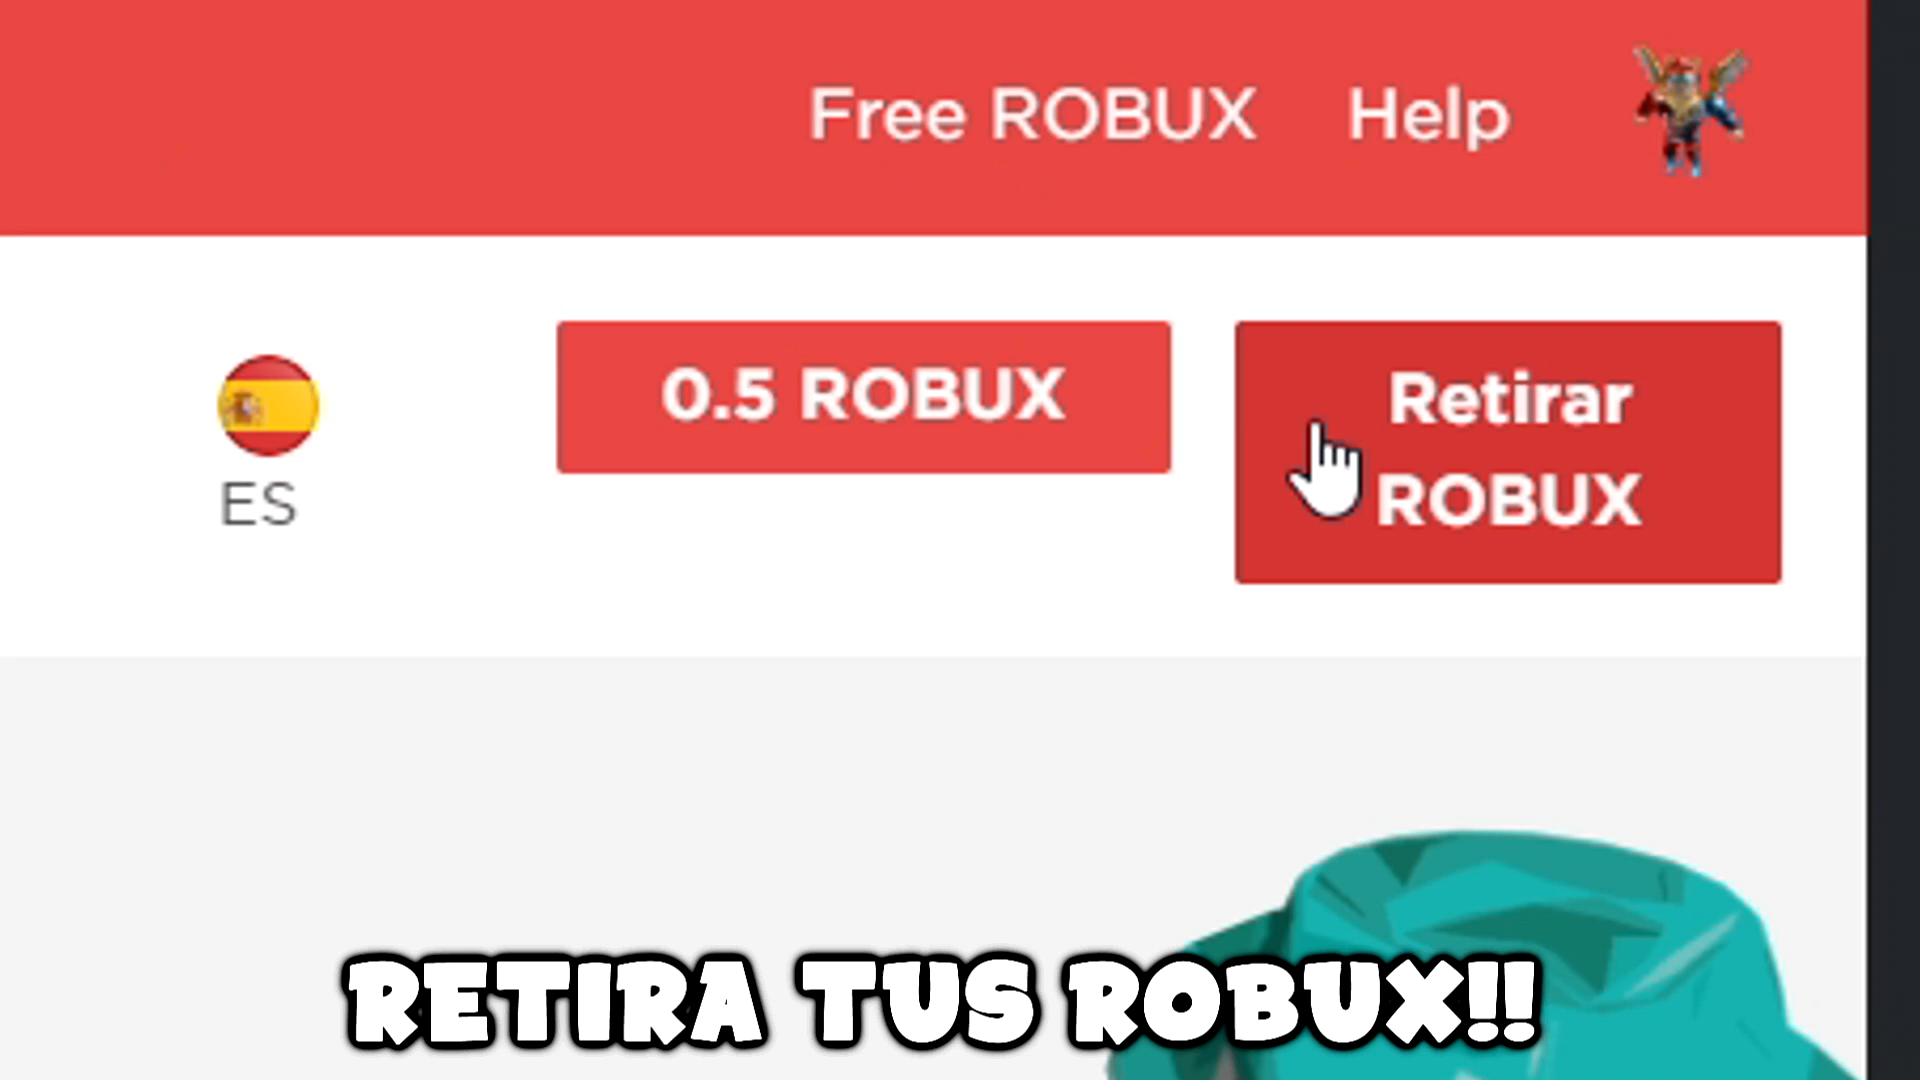 Free ROBUX Help
ES
0.5 ROBUX
Retirar
ROBUX
RETIRA TUS ROBUX!!